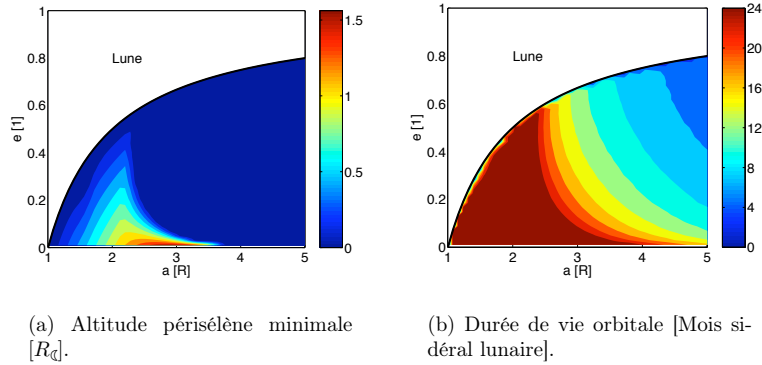 1
0.8
0.6
0.4
0.2
0
e [1]
Lune
1 2 3 4 5
a [R]
1.5
1
0.5
0
1
0.8
0.6
0.4
0.2
0
e [1]
Lune
1 2 3 4 5
a [R]
24
20
16
12
8
4
0
(a) Altitude périsélène minimale
[R☾].
(b) Durée de vie orbitale [Mois si-
déral lunaire].